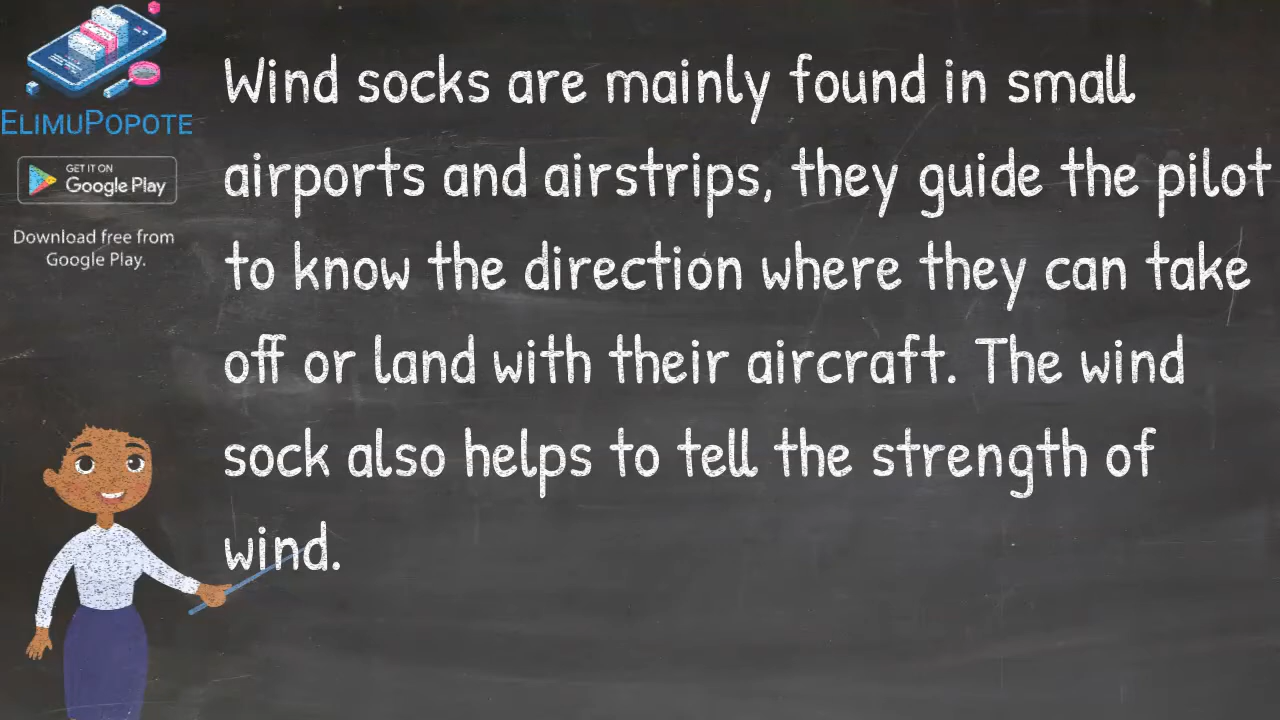 ELIMUPOPOTE
GET IT ON
Google Play
Download free from
Google Play.
Wind socks are mainly found in small
airports and airstrips, they guide the pilot
to know the direction where they can take
off or land with their aircraft. The wind
sock also helps to tell the strength of
wind.